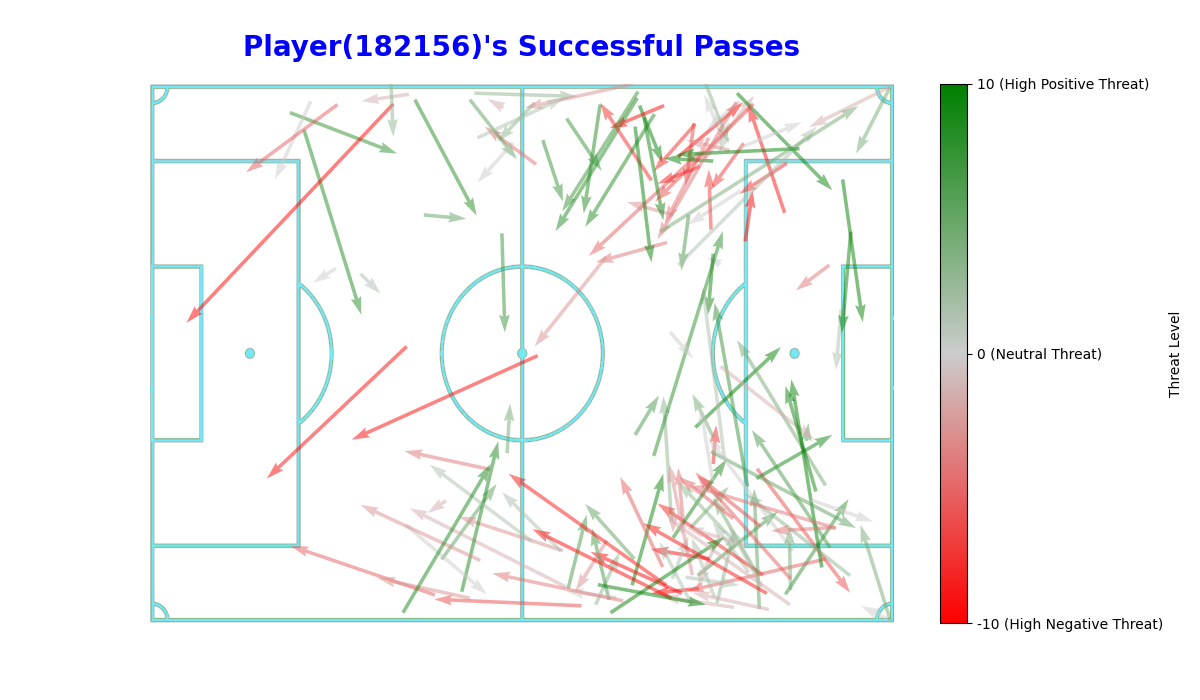 Player(182156)'s Successful Passes
10 (High Positive Threat)
0 (Neutral Threat)
-10 (High Negative Threat)
Threat Level